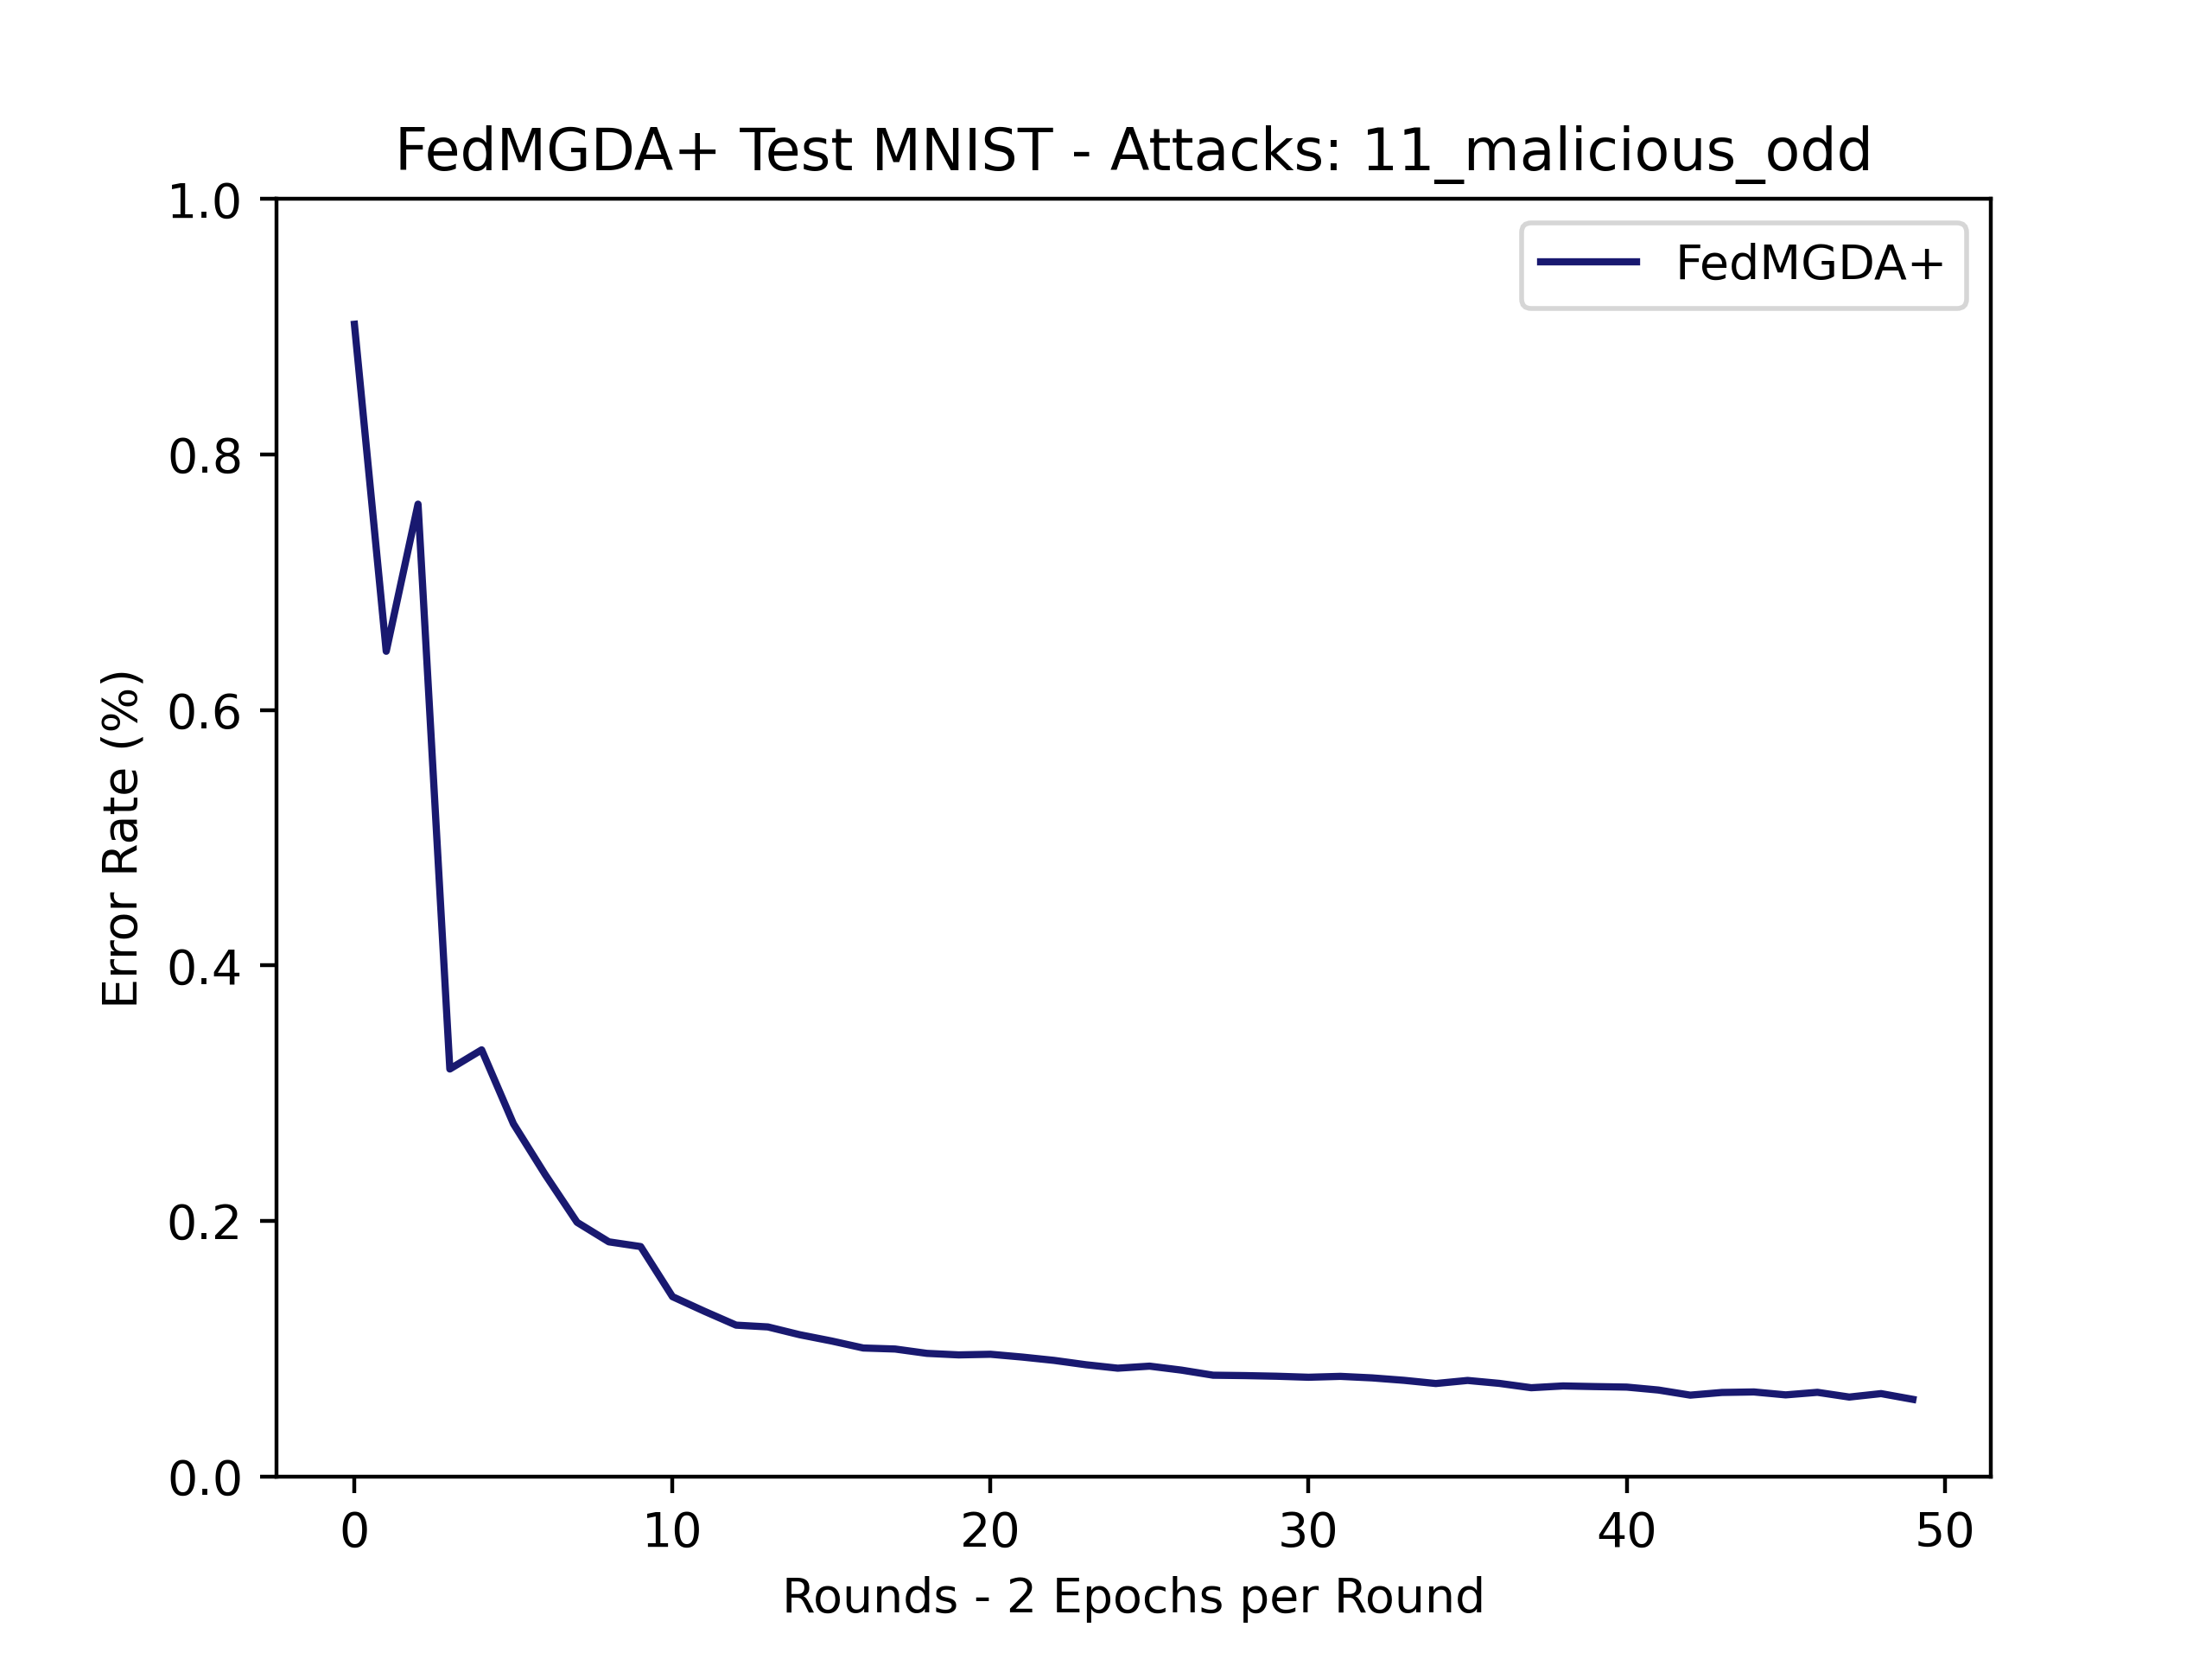 FedMGDA+ Test MNIST - Attacks: 11_malicious_odd
FedMGDA+
Error Rate (%)
1.0
0.8
0.6
0.4
0.2
0.0
0 10 20 30 40 50
Rounds - 2 Epochs per Round